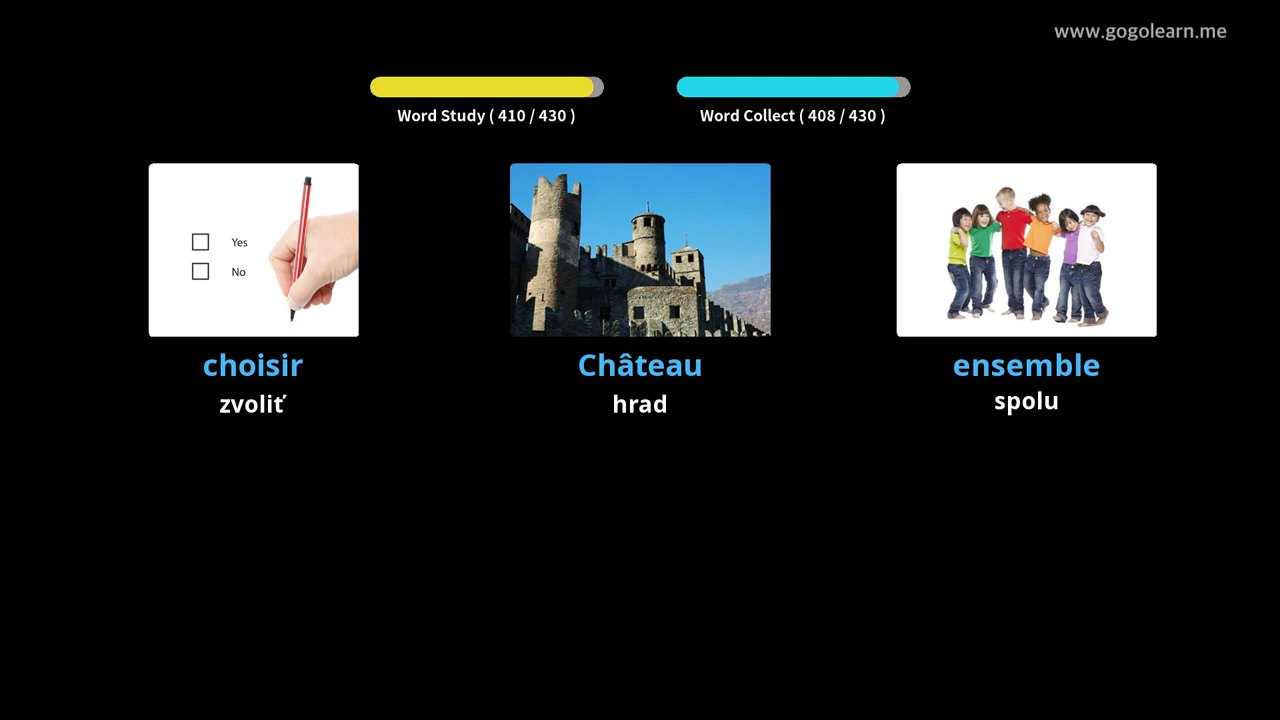 www.gogolearn.me
Word Study ( 410 / 430 )
Word Collect ( 408 / 430 )
Yes
No
choisir
zvoliť
Château
hrad
ensemble
spolu